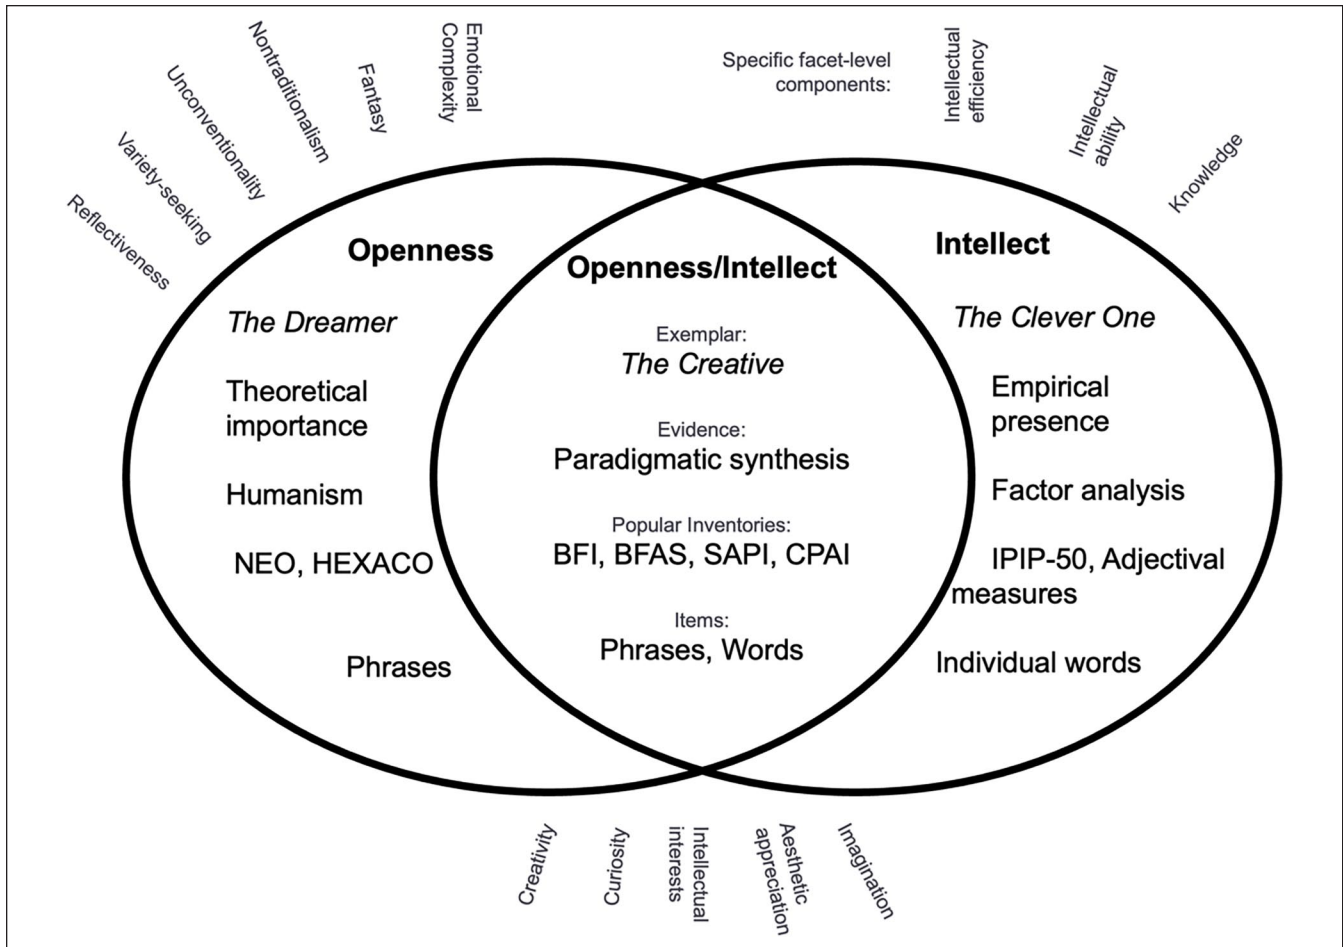 Reflectiveness
Variety-seeking
Unconventionality
Nontraditionalism
Fantasy
Emotional
Complexity
Specific facet-level
components:
Intellectual
efficiency
Intellectual
ability
Knowledge
Openness
The Dreamer
Theoretical
importance
Humanism
NEO, HEXACO
Phrases
Openness/Intellect
Exemplar:
The Creative
Evidence:
Paradigmatic synthesis
Popular Inventories:
BFI, BFAS, SAPI, CPAI
Items:
Phrases, Words
Intellect
The Clever One
Empirical
presence
Factor analysis
IPIP-50, Adjectival
measures
Individual words
Creativity
Curiosity
Intellectual
interests
Aesthetic
appreciation
Imagination